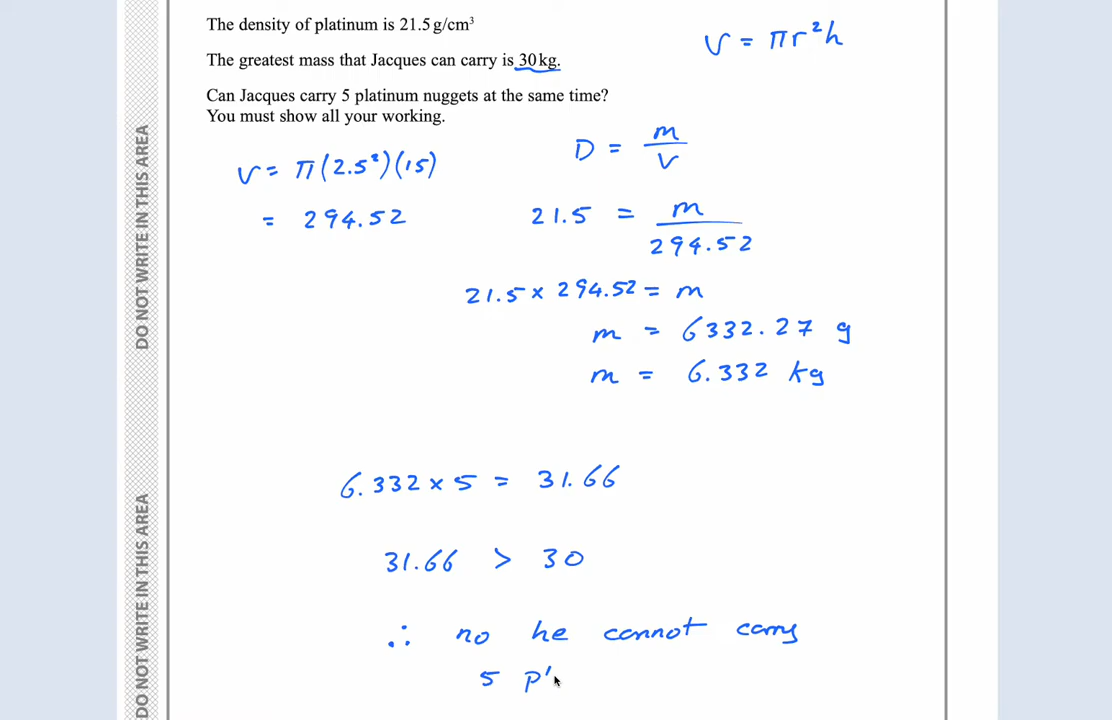 The density of platinum is 21.5 g/cm³
V = πr²h
The greatest mass that Jacques can carry is 30 kg.
Can Jacques carry 5 platinum nuggets at the same time?
You must show all your working.
V = π(2.5²)(15)
= 294.52
D = m/V
21.5 = m/294.52
21.5 × 294.52 = m
m = 6332.27 g
m = 6.332 kg
6.332 × 5 = 31.66
31.66 > 30
∴ no he cannot carry
5 p
DO NOT WRITE IN THIS AREA
DO NOT WRITE IN THIS AREA